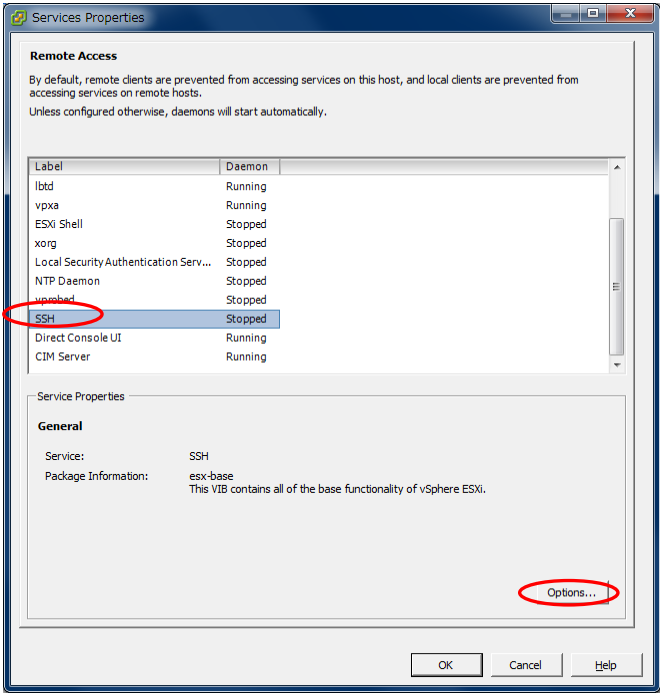 Services Properties
Remote Access
By default, remote clients are prevented from accessing services on this host, and local clients are prevented from
accessing services on remote hosts.
Unless configured otherwise, daemons will start automatically.
Label Daemon
lbtd Running
vpxa Running
ESXi Shell Stopped
xorg Stopped
Local Security Authentication Serv... Stopped
NTP Daemon Stopped
vprobed Stopped
SSH Stopped
Direct Console UI Running
CIM Server Running
Service Properties
General
Service: SSH
Package Information: esx-base
This VIB contains all of the base functionality of vSphere ESXi.
Options...
OK Cancel Help